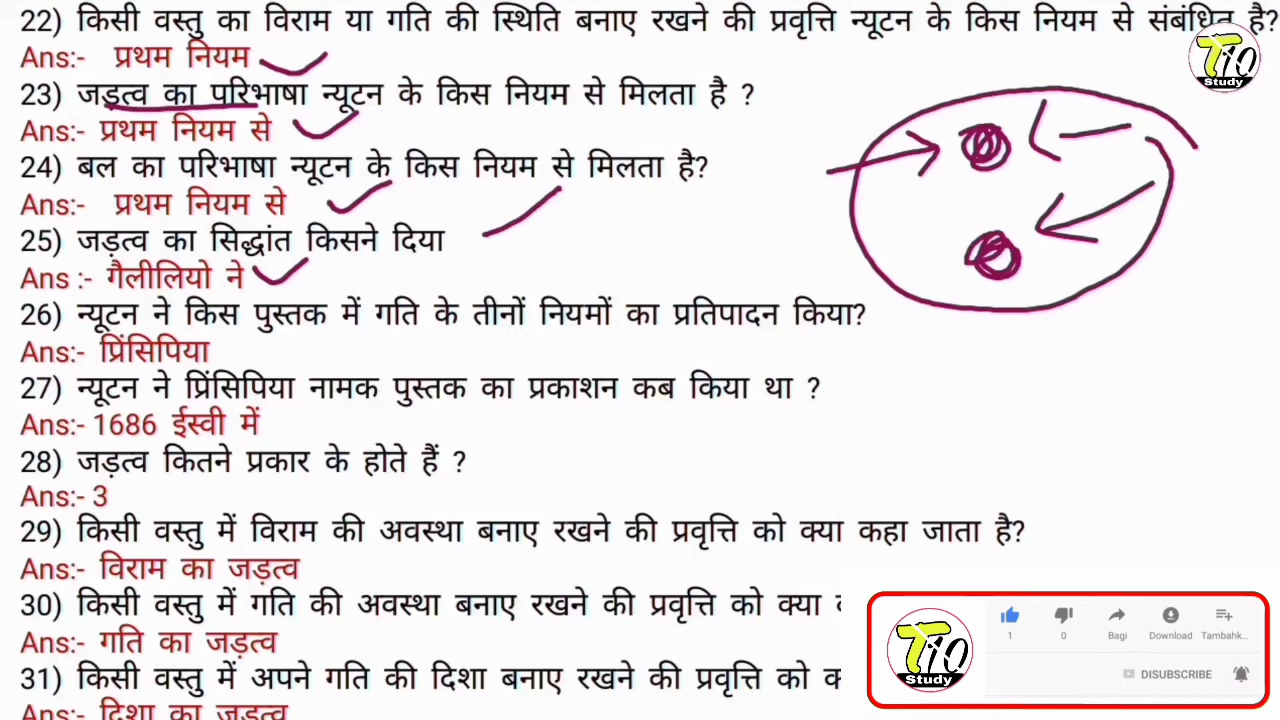 22) किसी वस्तु का विराम या गति की स्थिति बनाए रखने की प्रवृत्ति न्यूटन के किस नियम से संबंधित है?
Ans:- प्रथम नियम
23) जड़त्व का परिभाषा न्यूटन के किस नियम से मिलता है ?
Ans:- प्रथम नियम से
24) बल का परिभाषा न्यूटन के किस नियम से मिलता है?
Ans:- प्रथम नियम से
25) जड़त्व का सिद्धांत किसने दिया
Ans :- गैलीलियो ने
26) न्यूटन ने किस पुस्तक में गति के तीनों नियमों का प्रतिपादन किया?
Ans:- प्रिंसिपिया
27) न्यूटन ने प्रिंसिपिया नामक पुस्तक का प्रकाशन कब किया था ?
Ans:- 1686 ईस्वी में
28) जड़त्व कितने प्रकार के होते हैं ?
Ans:- 3
29) किसी वस्तु में विराम की अवस्था बनाए रखने की प्रवृत्ति को क्या कहा जाता है?
Ans:- विराम का जड़त्व
30) किसी वस्तु में गति की अवस्था बनाए रखने की प्रवृत्ति को क्या
Ans:- गति का जड़त्व
31) किसी वस्तु में अपने गति की दिशा बनाए रखने की प्रवृत्ति को
Ans:- दिशा का जड़त्व
T10
Study
T10
Study
1 0 Bagi Download Tambahk...
DISUBSCRIBE